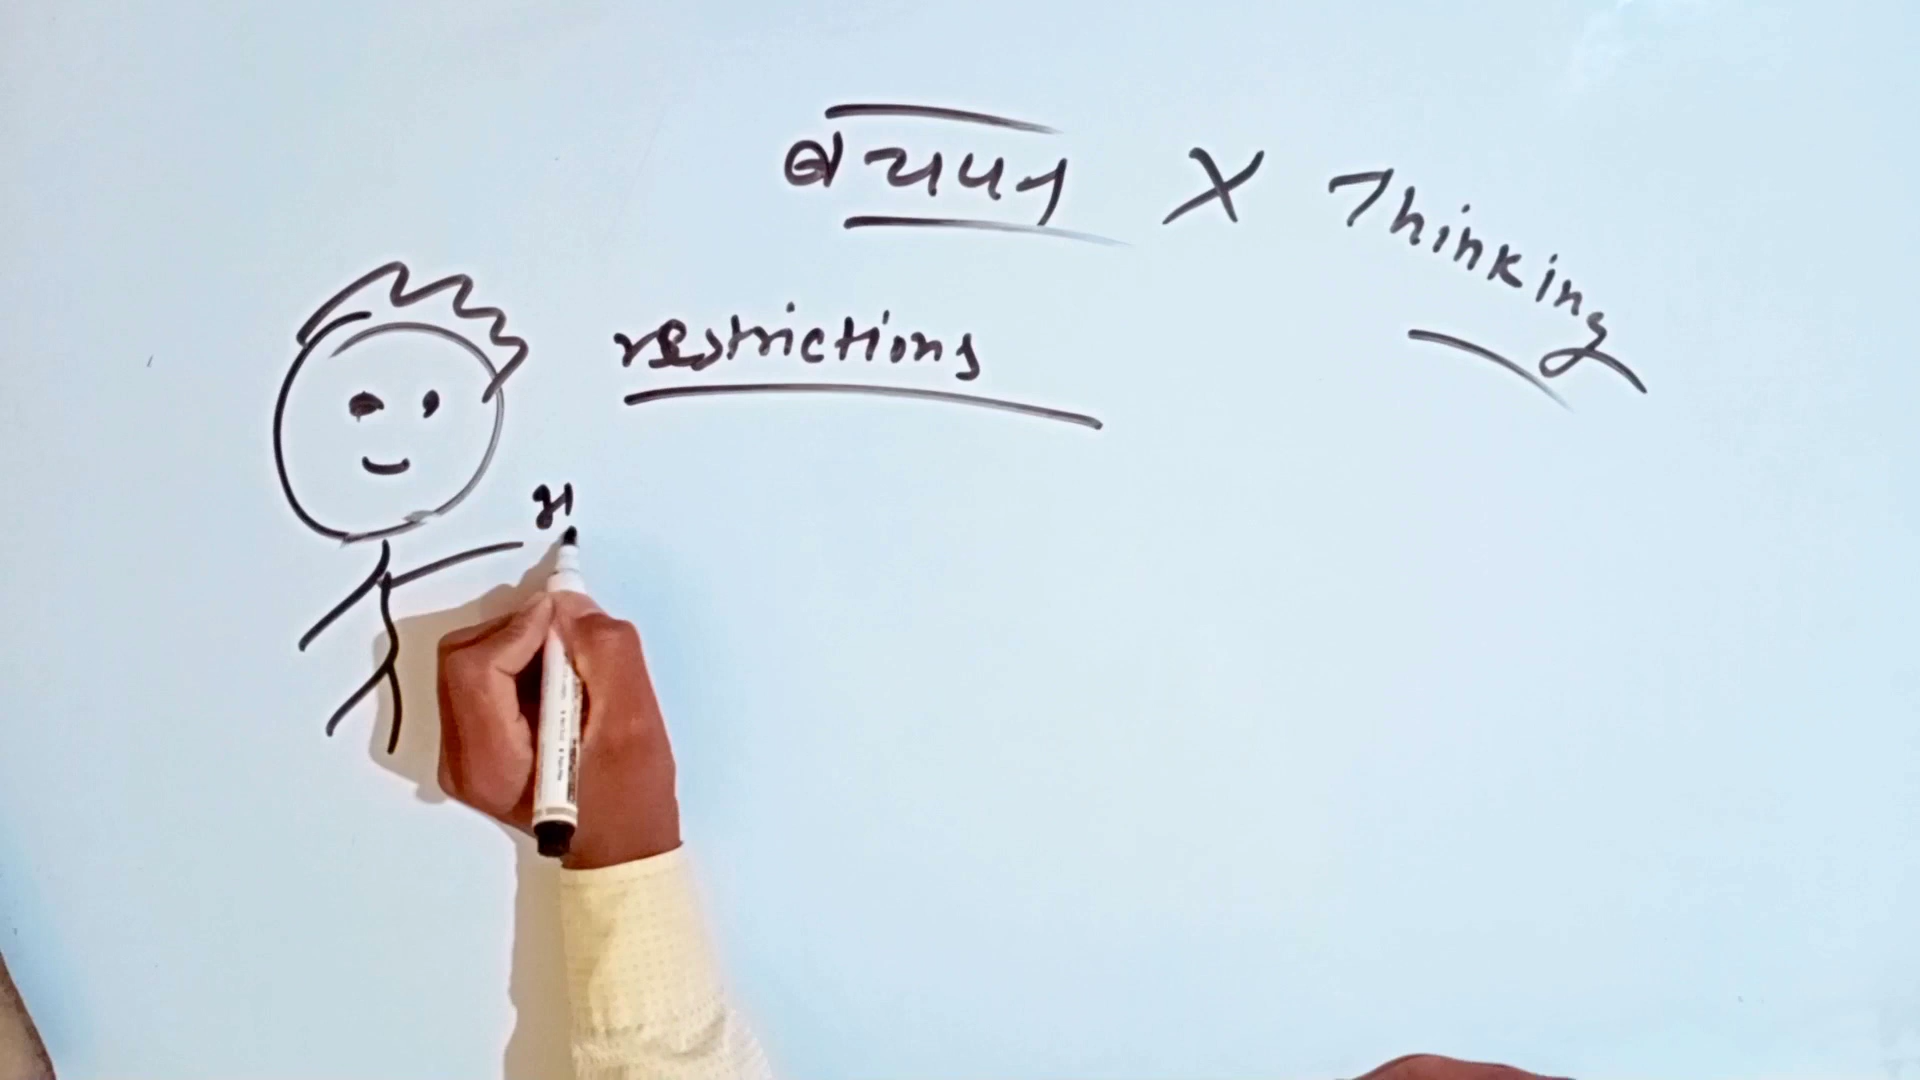 बचपन X Thinking
restrictions